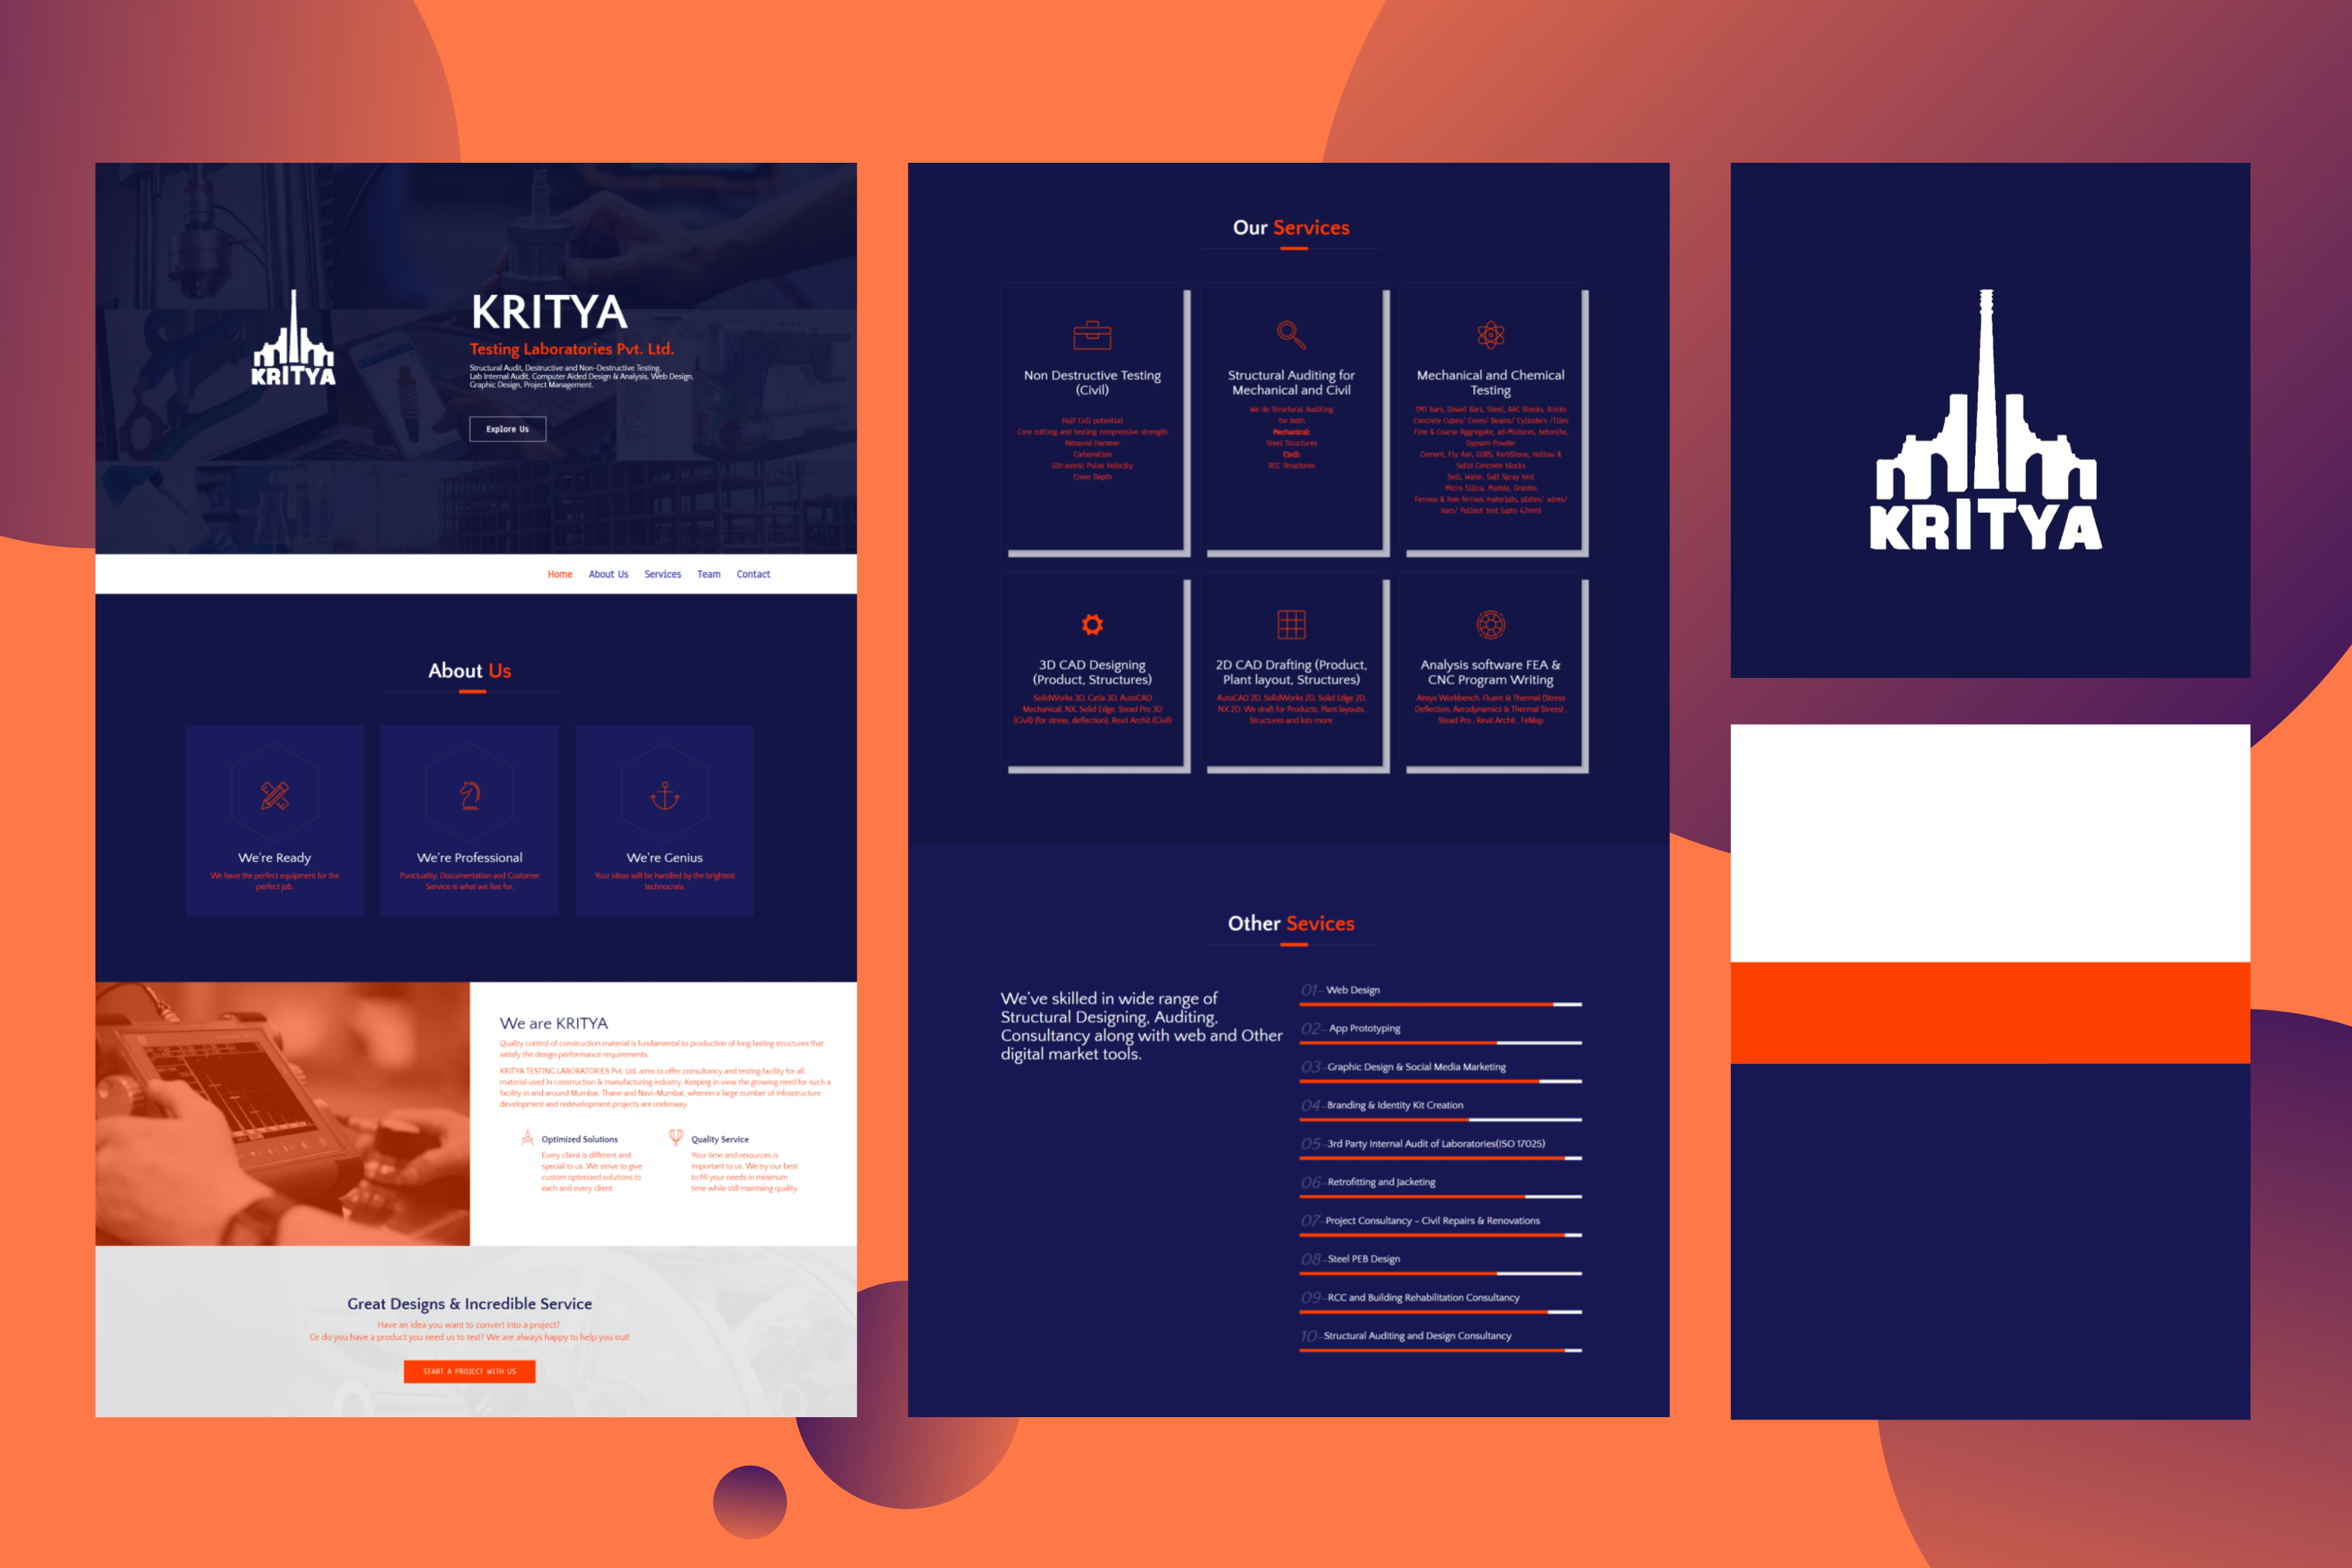 KRITYA
KRITYA
Testing Laboratories Pvt. Ltd.
Structural Audit, Destructive and Non-Destructive Testing,
Lab Internal Audit, Computer Aided Design & Analysis, Web Design,
Graphic Design, Project Management.
Explore Us
Home About Us Services Team Contact
About Us
We're Ready
We have the perfect equipment for the
perfect job.
We're Professional
Punctuality, Documentation and Customer
Service is what we live for.
We're Genius
Your ideas will be handled by the brightest
technocrats.
We are KRITYA
Quality control of construction material is fundamental to production of long lasting structures that
satisfy the design performance requirements.
KRITYA TESTING LABORATORIES Pvt. Ltd. aims to offer consultancy and testing facility for all
material used in construction & manufacturing industry. Keeping in view the growing need for such a
facility in and around Mumbai, Thane and Navi-Mumbai, wherein a large number of infrastructure
development and redevelopment projects are underway.
Optimized Solutions
Every client is different and
special to us. We strive to give
custom optimized solutions to
each and every client.
Quality Service
Your time and resources is
important to us. We try our best
to fill your needs in minimum
time while still maintaing quality.
Great Designs & Incredible Service
Have an idea you want to convert into a project?
Or do you have a product you need us to test? We are always happy to help you out!
START A PROJECT WITH US
Our Services
Non Destructive Testing
(Civil)
Half Cell potential
Core cutting and testing compressive strength
Rebound Hammer
Carbonation
Ultrasonic Pulse Velocity
Cover Depth
Structural Auditing for
Mechanical and Civil
We do Structural Auditing
for both
Mechanical:
Steel Structures
Civil:
RCC Structures
Mechanical and Chemical
Testing
TMT bars, Dowel Bars, Steel, AAC Blocks, Bricks
Concrete Cubes/ Cores/ Beams/ Cylinders /Tiles
Fine & Coarse Aggregate, ad-Mixtures, betonite,
Gypsum Powder
Cement, Fly Ash, GGBS, KerbStone, Hollow &
Solid Concrete blocks
Soil, Water, Salt Spray test
Micro Silica, Marble, Granite
Ferrous & Non ferrous materials, plates/ wires/
bars/ Pullout test (upto 42mm)
3D CAD Designing
(Product, Structures)
SolidWorks 3D, Catia 3D, AutoCAD
Mechanical, NX, Solid Edge, Stead Pro 3D
(Civil) (for stress, deflection), Revit Archit (Civil)
2D CAD Drafting (Product,
Plant layout, Structures)
AutoCAD 2D, SolidWorks 2D, Solid Edge 2D,
NX 2D. We draft for Products, Plant layouts,
Structures and lots more.
Analysis software FEA &
CNC Program Writing
Ansys Workbench, Fluent & Thermal (Stress
Deflection, Aerodynamics & Thermal Stress) ,
Stead Pro , Revit Archit , FeMap
Other Sevices
We've skilled in wide range of
Structural Designing, Auditing,
Consultancy along with web and Other
digital market tools.
01- Web Design
02- App Prototyping
03- Graphic Design & Social Media Marketing
04- Branding & Identity Kit Creation
05- 3rd Party Internal Audit of Laboratories(ISO 17025)
06- Retrofitting and Jacketing
07- Project Consultancy - Civil Repairs & Renovations
08- Steel PEB Design
09- RCC and Building Rehabilitation Consultancy
10- Structural Auditing and Design Consultancy
KRITYA